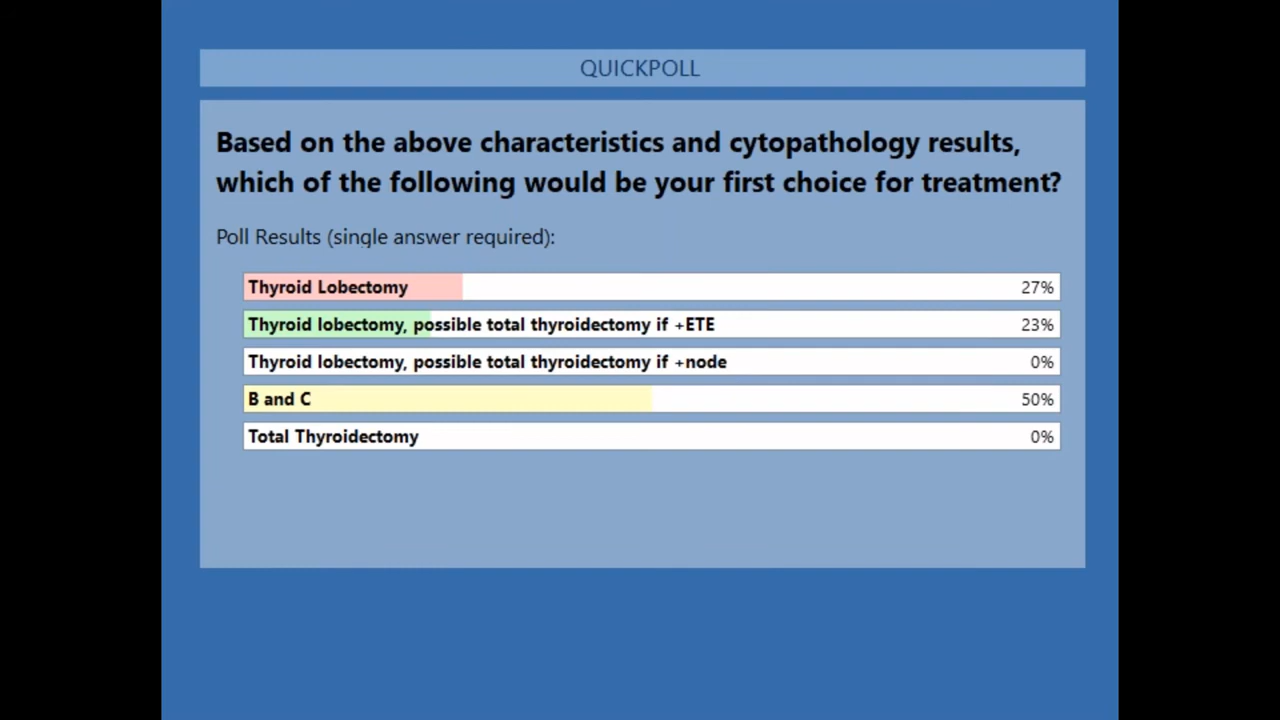 QUICKPOLL
Based on the above characteristics and cytopathology results,
which of the following would be your first choice for treatment?
Poll Results (single answer required):
Thyroid Lobectomy 27%
Thyroid lobectomy, possible total thyroidectomy if +ETE 23%
Thyroid lobectomy, possible total thyroidectomy if +node 0%
B and C 50%
Total Thyroidectomy 0%